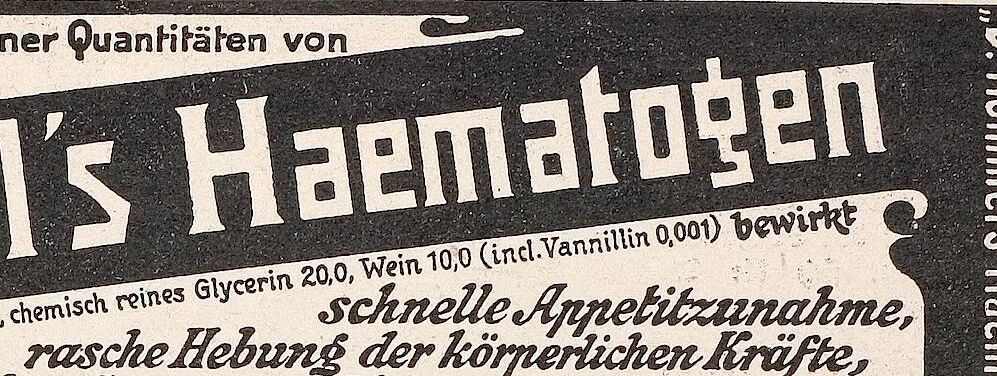 ner Quantitäten von
l's Haematogen
, chemisch reines Glycerin 20,0, Wein 10,0 (incl. Vannillin 0,001) bewirkt
schnelle Appetitzunahme,
rasche Hebung der körperlichen Kräfte,